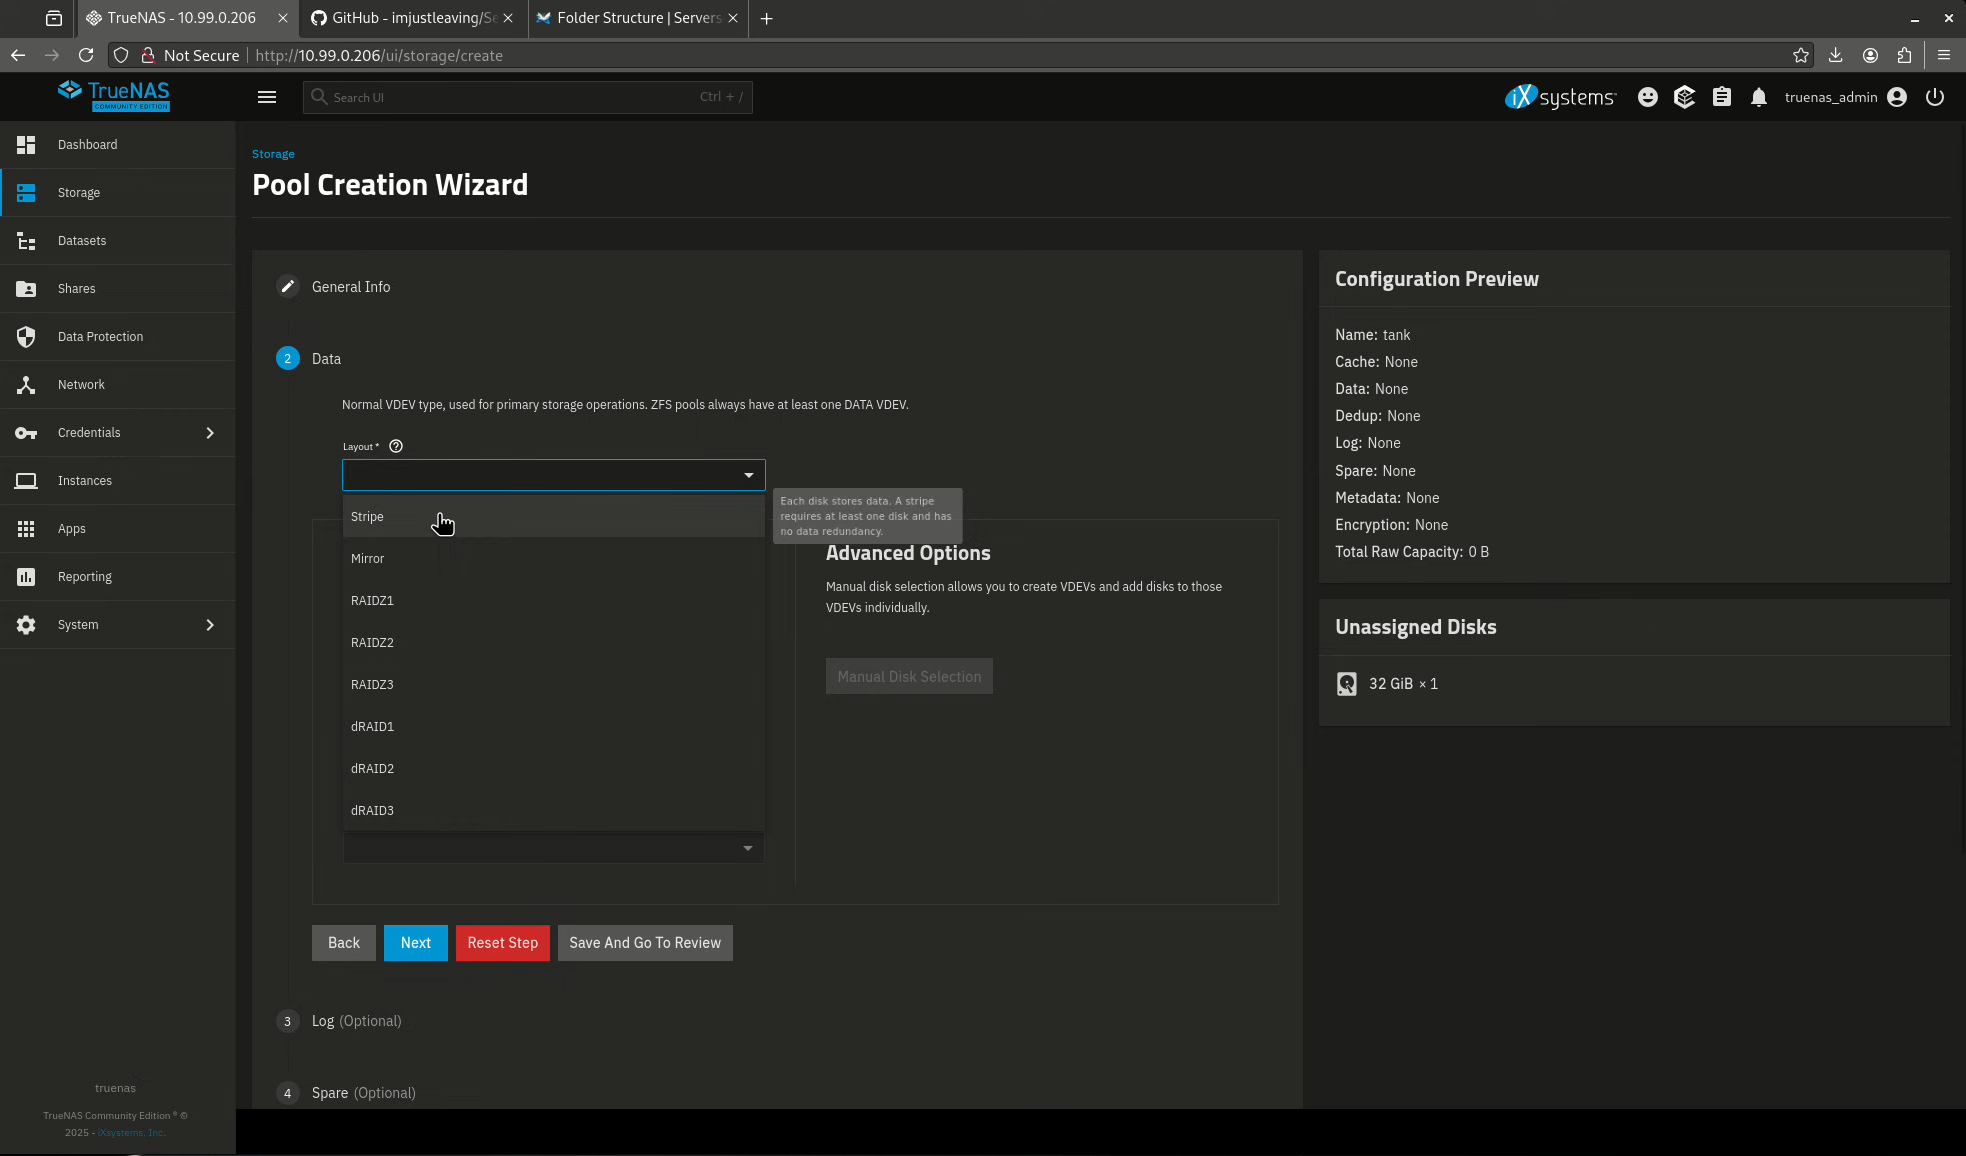 TrueNAS - 10.99.0.206
GitHub - imjustleaving/Se
Folder Structure | Servers
Not Secure
http://10.99.0.206/ui/storage/create
TrueNAS
COMMUNITY EDITION
Search UI
Ctrl + /
iXsystems
truenas_admin
Dashboard
Storage
Datasets
Shares
Data Protection
Network
Credentials
Instances
Apps
Reporting
System
truenas
TrueNAS Community Edition ® ©
2025 - iXsystems, Inc.
Storage
Pool Creation Wizard
General Info
2 Data
Normal VDEV type, used for primary storage operations. ZFS pools always have at least one DATA VDEV.
Layout *
Stripe
Mirror
RAIDZ1
RAIDZ2
RAIDZ3
dRAID1
dRAID2
dRAID3
Each disk stores data. A stripe
requires at least one disk and has
no data redundancy.
Advanced Options
Manual disk selection allows you to create VDEVs and add disks to those
VDEVs individually.
Manual Disk Selection
Back
Next
Reset Step
Save And Go To Review
3 Log (Optional)
4 Spare (Optional)
Configuration Preview
Name: tank
Cache: None
Data: None
Dedup: None
Log: None
Spare: None
Metadata: None
Encryption: None
Total Raw Capacity: 0 B
Unassigned Disks
32 GiB × 1